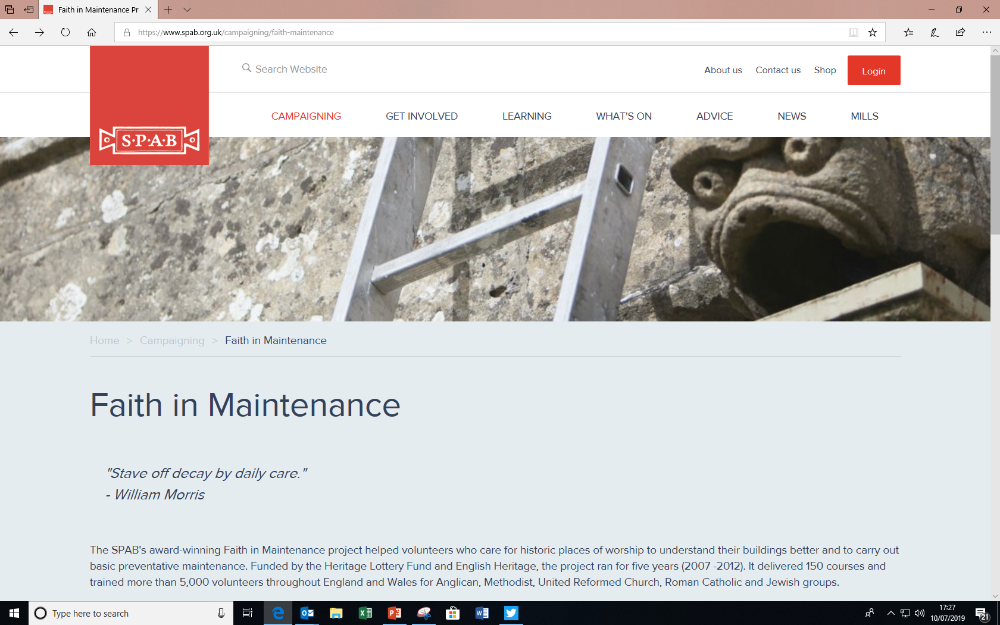 Faith in Maintenance Pr
https://www.spab.org.uk/campaigning/faith-maintenance
Search Website
About us
Contact us
Shop
Login
CAMPAIGNING
GET INVOLVED
LEARNING
WHAT'S ON
ADVICE
NEWS
MILLS
S·P·A·B
Home > Campaigning > Faith in Maintenance
Faith in Maintenance
"Stave off decay by daily care."
- William Morris
The SPAB's award-winning Faith in Maintenance project helped volunteers who care for historic places of worship to understand their buildings better and to carry out
basic preventative maintenance. Funded by the Heritage Lottery Fund and English Heritage, the project ran for five years (2007 -2012). It delivered 150 courses and
trained more than 5,000 volunteers throughout England and Wales for Anglican, Methodist, United Reformed Church, Roman Catholic and Jewish groups.
Type here to search
17:27
10/07/2019
21